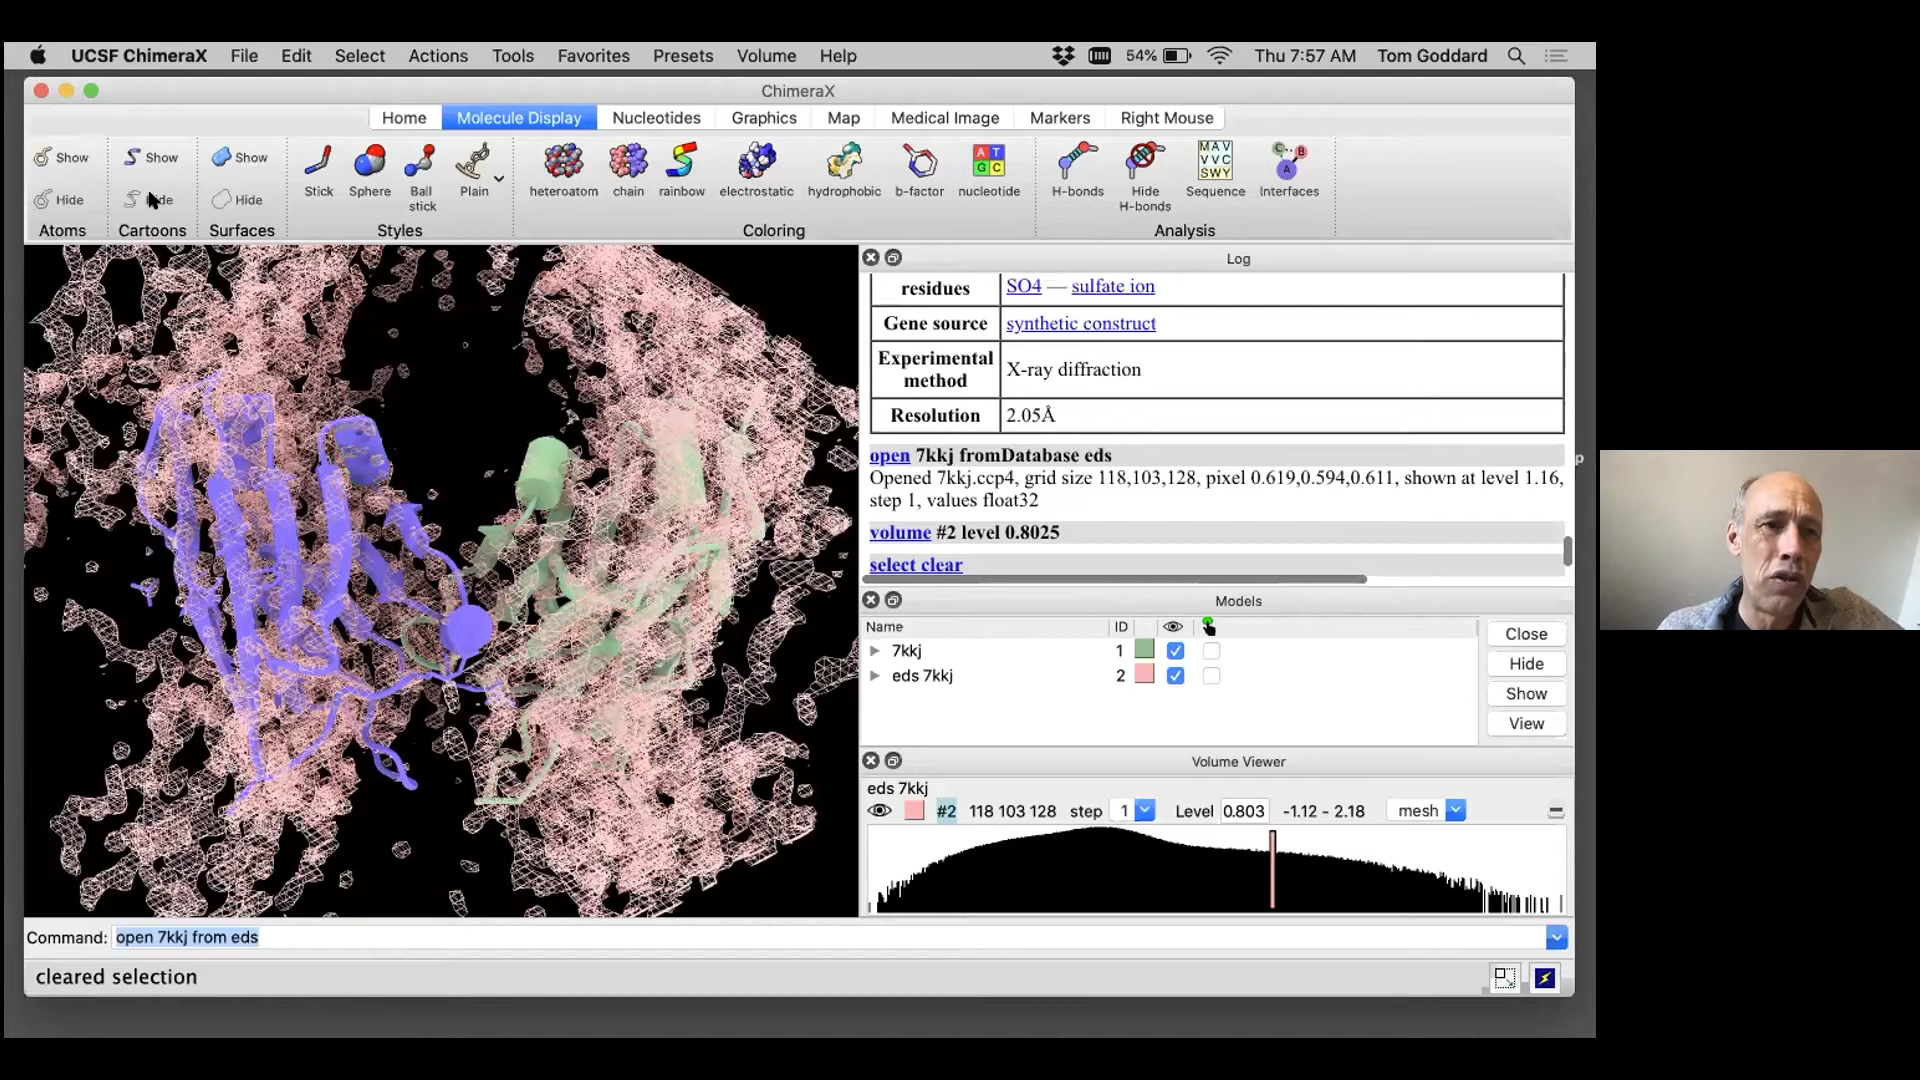 UCSF ChimeraX File Edit Select Actions Tools Favorites Presets Volume Help 54% Thu 7:57 AM Tom Goddard
ChimeraX
Home Molecule Display Nucleotides Graphics Map Medical Image Markers Right Mouse
Show Show Show
Hide Hide
Stick Sphere Ball stick Plain
heteroatom chain rainbow electrostatic hydrophobic b-factor nucleotide
H-bonds Hide H-bonds Sequence Interfaces
A T
G C
MAV
VVC
SWY
C B
A
Atoms Cartoons Surfaces Styles Coloring Analysis
Log
residues SO4 — sulfate ion
Gene source synthetic construct
Experimental method X-ray diffraction
Resolution 2.05Å
open 7kkj fromDatabase eds
Opened 7kkj.ccp4, grid size 118,103,128, pixel 0.619,0.594,0.611, shown at level 1.16,
step 1, values float32
volume #2 level 0.8025
select clear
Models
Name ID
7kkj 1
eds 7kkj 2
Close
Hide
Show
View
Volume Viewer
eds 7kkj
#2 118 103 128 step 1 Level 0.803 -1.12 - 2.18 mesh
Command: open 7kkj from eds
cleared selection